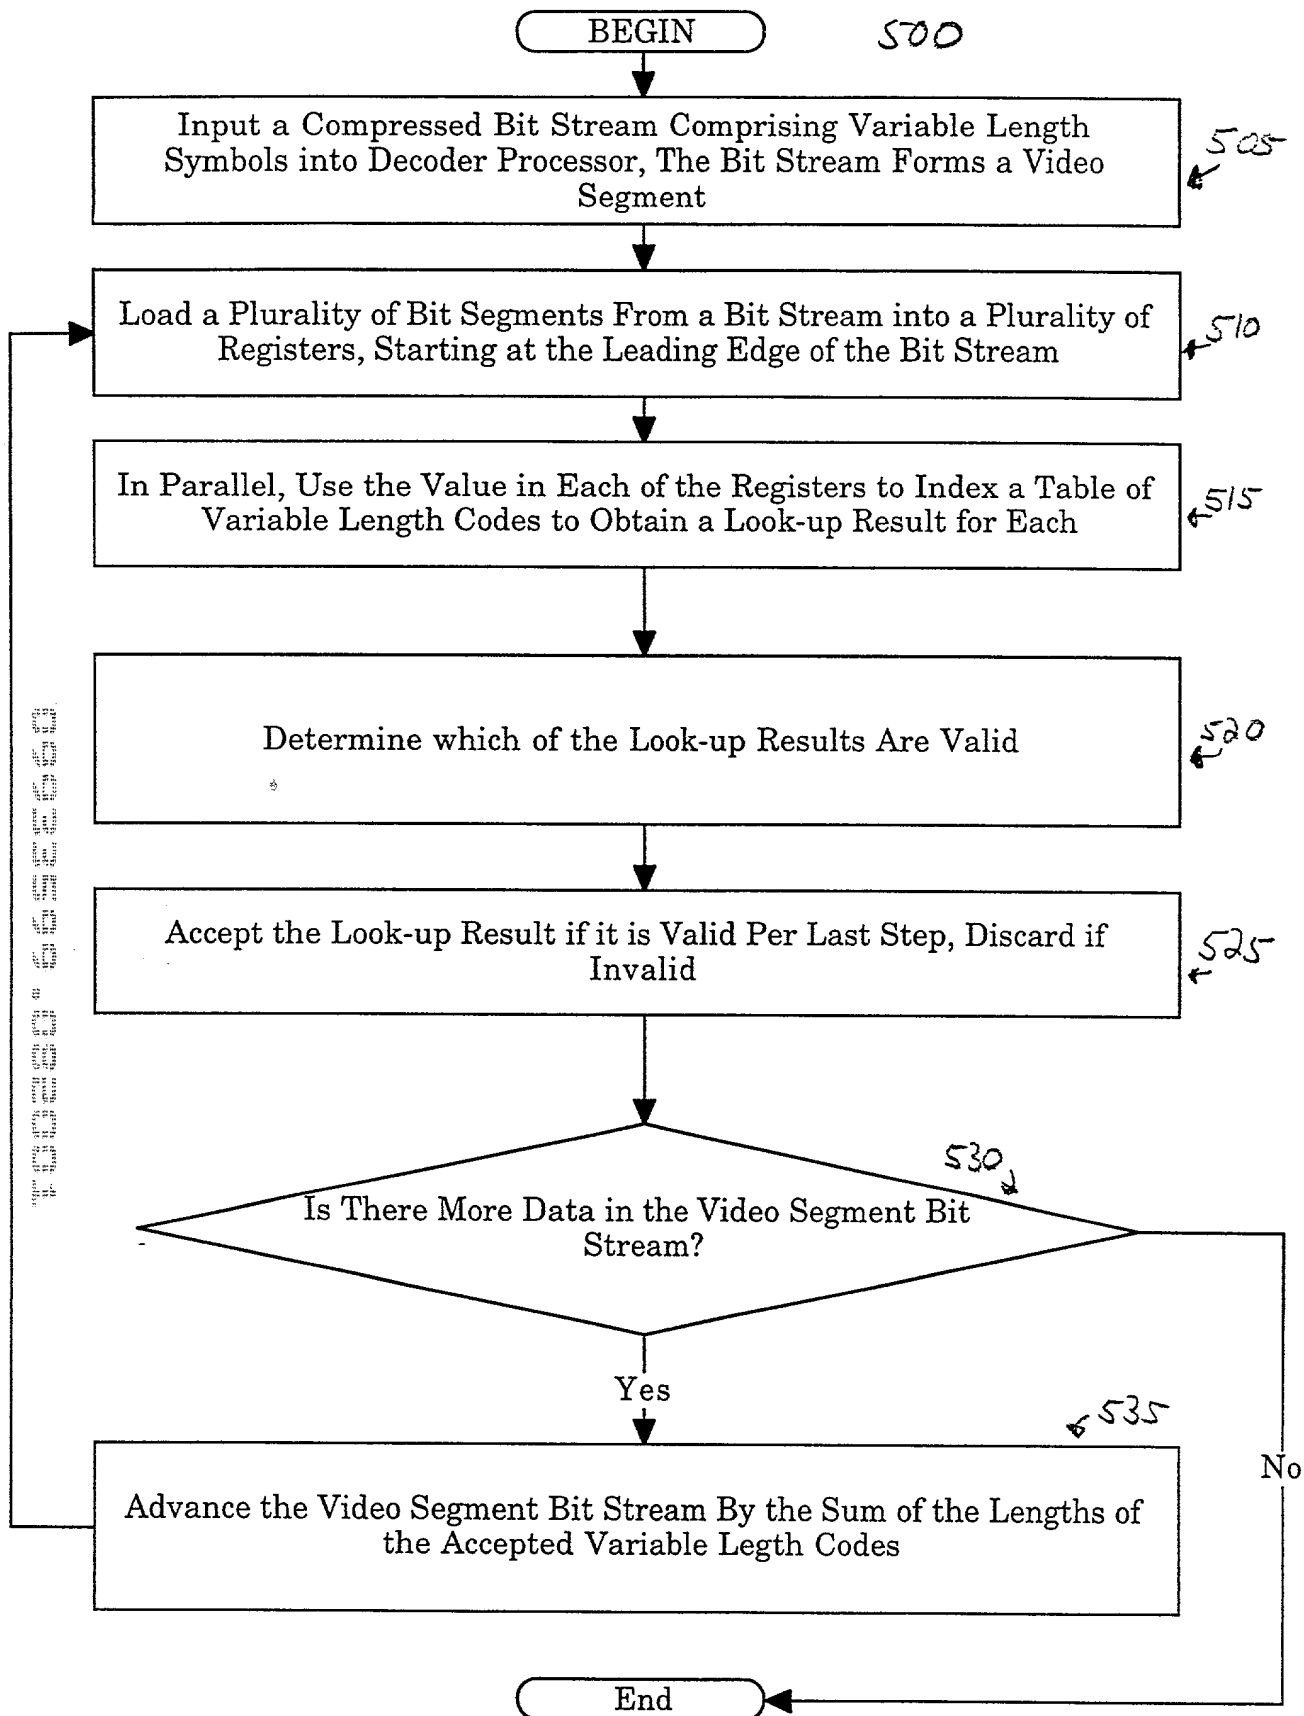 BEGIN
500
Input a Compressed Bit Stream Comprising Variable Length
Symbols into Decoder Processor, The Bit Stream Forms a Video
Segment
505
Load a Plurality of Bit Segments From a Bit Stream into a Plurality of
Registers, Starting at the Leading Edge of the Bit Stream
510
In Parallel, Use the Value in Each of the Registers to Index a Table of
Variable Length Codes to Obtain a Look-up Result for Each
515
Determine which of the Look-up Results Are Valid
520
Accept the Look-up Result if it is Valid Per Last Step, Discard if
Invalid
525
530
Is There More Data in the Video Segment Bit
Stream?
Yes
No
535
Advance the Video Segment Bit Stream By the Sum of the Lengths of
the Accepted Variable Legth Codes
End